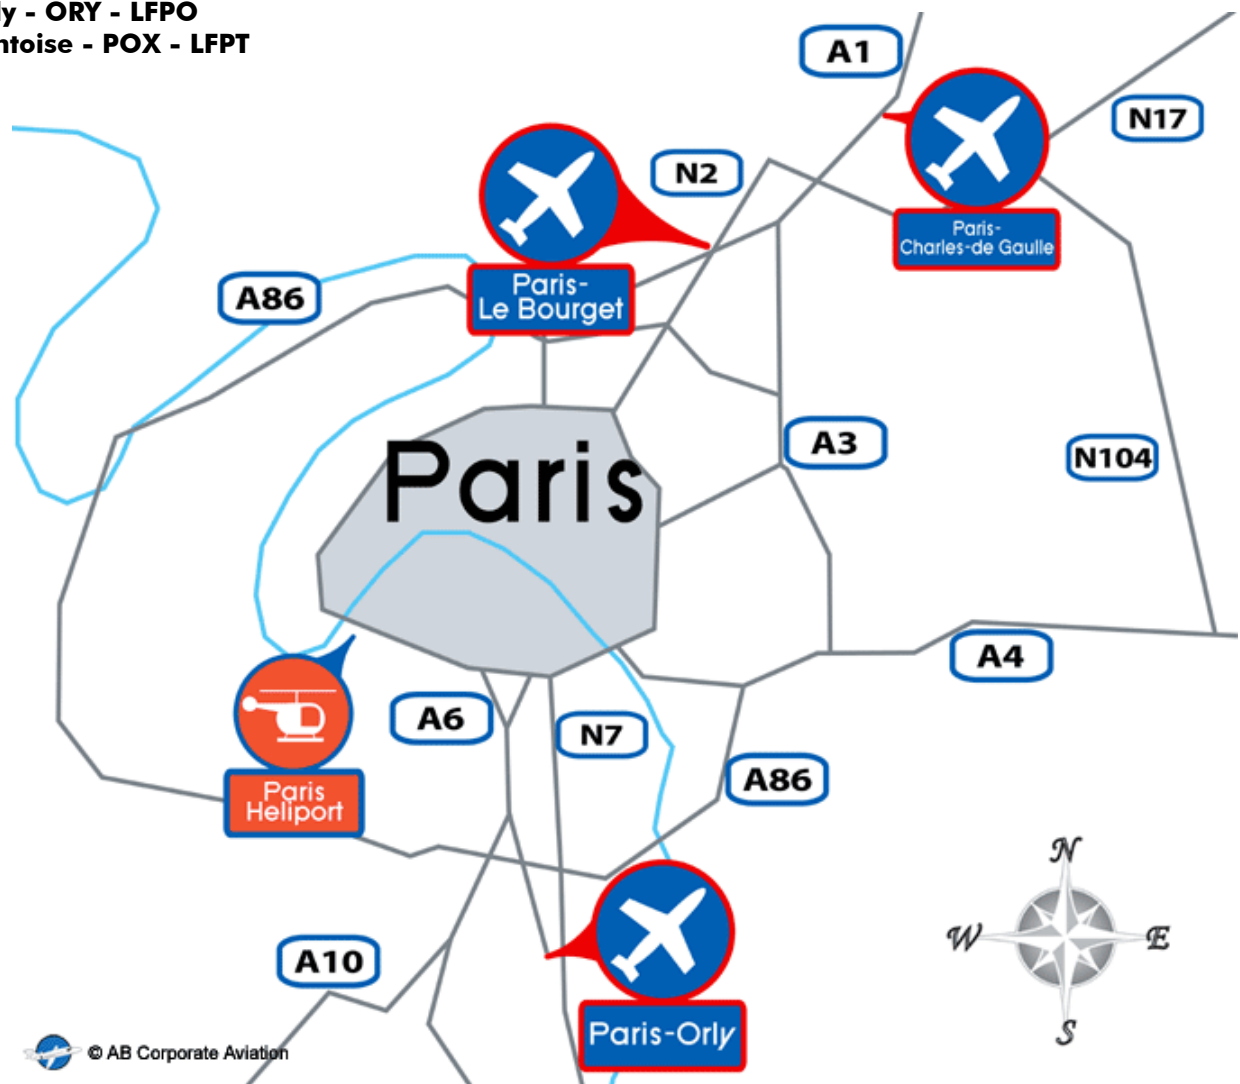 ly - ORY - LFPO
ntoise - POX - LFPT
A1
N17
N2
Paris-
Charles-de Gaulle
A86
Paris-
Le Bourget
Paris
A3
N104
A4
A6
N7
A86
Paris
Heliport
N
W
E
S
A10
Paris-Orly
© AB Corporate Aviation